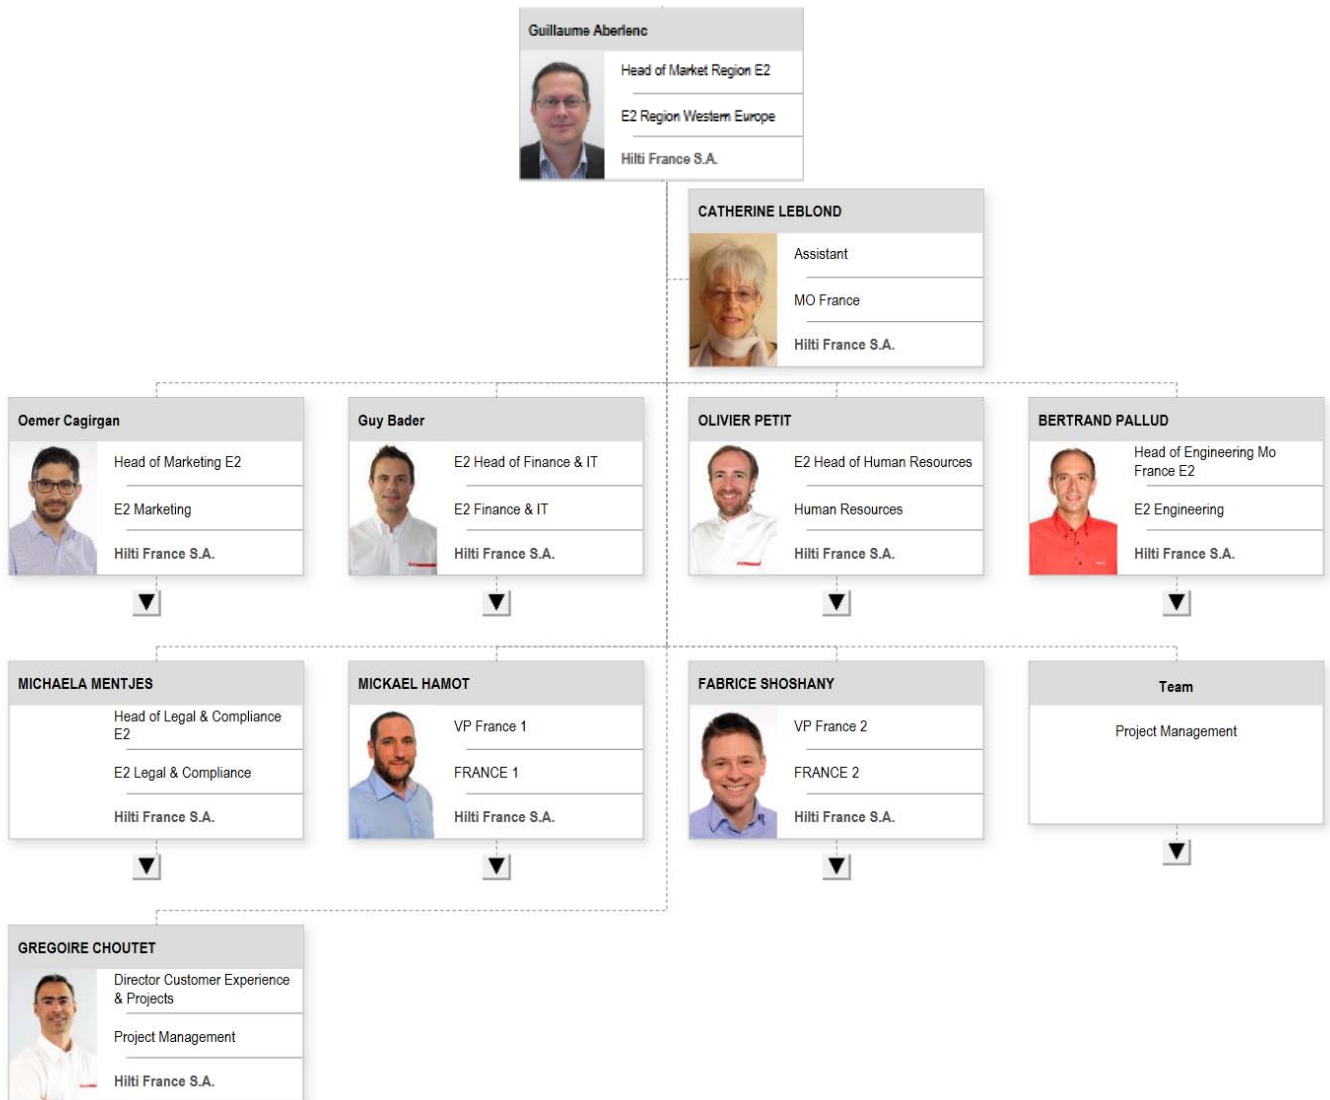 Guillaume Aberlenc
Head of Market Region E2
E2 Region Western Europe
Hilti France S.A.
CATHERINE LEBLOND
Assistant
MO France
Hilti France S.A.
Oemer Cagirgan
Head of Marketing E2
E2 Marketing
Hilti France S.A.
Guy Bader
E2 Head of Finance & IT
E2 Finance & IT
Hilti France S.A.
OLIVIER PETIT
E2 Head of Human Resources
Human Resources
Hilti France S.A.
BERTRAND PALLUD
Head of Engineering Mo
France E2
E2 Engineering
Hilti France S.A.
MICHAELA MENTJES
Head of Legal & Compliance
E2
E2 Legal & Compliance
Hilti France S.A.
MICKAEL HAMOT
VP France 1
FRANCE 1
Hilti France S.A.
FABRICE SHOSHANY
VP France 2
FRANCE 2
Hilti France S.A.
Team
Project Management
GREGOIRE CHOUTET
Director Customer Experience
& Projects
Project Management
Hilti France S.A.